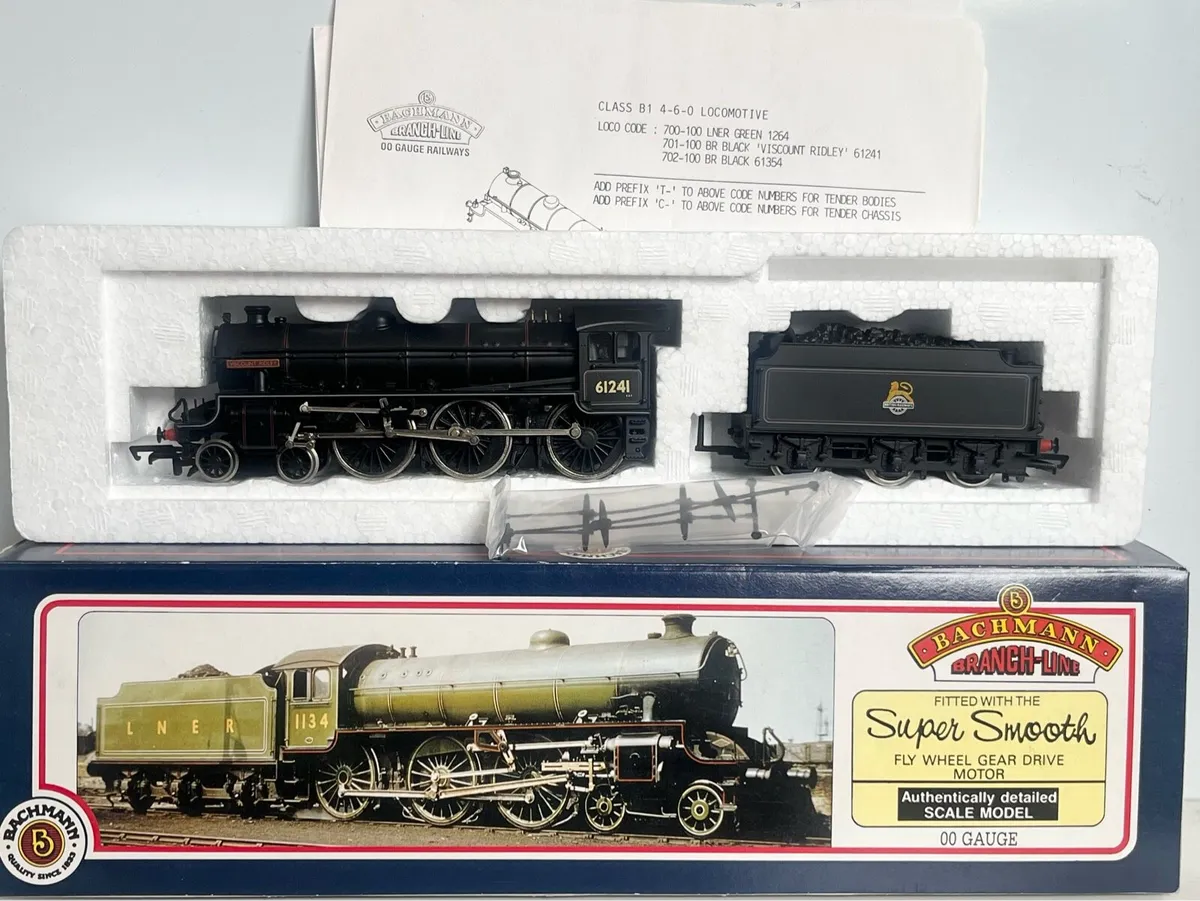 BACHMANN
BRANCH-LINE
00 GAUGE RAILWAYS
CLASS B1 4-6-0 LOCOMOTIVE
LOCO CODE : 700-100 LNER GREEN 1264
701-100 BR BLACK 'VISCOUNT RIDLEY' 61241
702-100 BR BLACK 61354
ADD PREFIX 'T-' TO ABOVE CODE NUMBERS FOR TENDER BODIES
ADD PREFIX 'C-' TO ABOVE CODE NUMBERS FOR TENDER CHASSIS
VISCOUNT RIDLEY
61241
L N E R
1134
BACHMANN
BRANCH-LINE
FITTED WITH THE
Super Smooth
FLY WHEEL GEAR DRIVE
MOTOR
Authentically detailed
SCALE MODEL
00 GAUGE
BACHMANN
B
QUALITY SINCE 1833